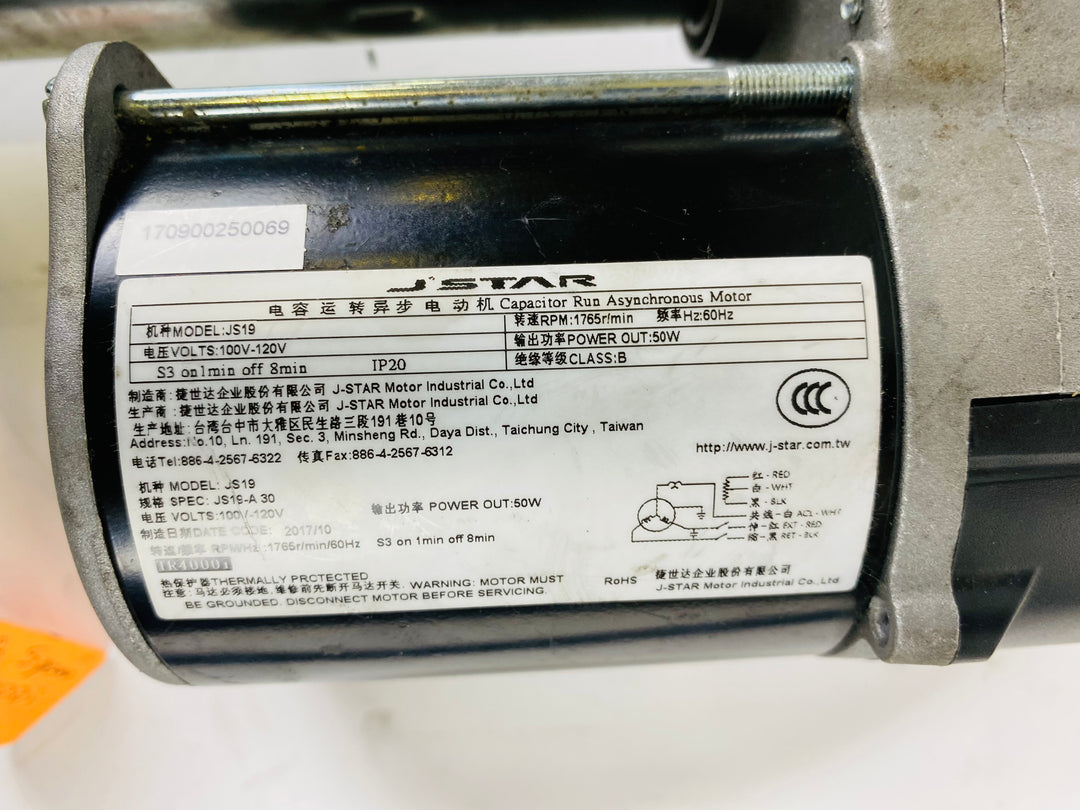 170900250069
J·STAR
电容运转异步电动机 Capacitor Run Asynchronous Motor
机种MODEL:JS19
转速RPM:1765r/min 频率Hz:60Hz
电压VOLTS:100V-120V
输出功率POWER OUT:50W
S3 on1min off 8min IP20
绝缘等级CLASS:B
制造商:捷世达企业股份有限公司 J-STAR Motor Industrial Co.,Ltd
生产商:捷世达企业股份有限公司 J-STAR Motor Industrial Co.,Ltd
生产地址:台湾台中市大雅区民生路三段191巷10号
Address:No.10, Ln. 191, Sec. 3, Minsheng Rd., Daya Dist., Taichung City , Taiwan
电话Tel:886-4-2567-6322 传真Fax:886-4-2567-6312
http://www.j-star.com.tw
CCC
机种 MODEL: JS19
规格 SPEC: JS19-A 30
电压 VOLTS:100V-120V
输出功率 POWER OUT:50W
制造日期DATE CODE: 2017/10
转速/频率 RPM/Hz :1765r/min/60Hz S3 on 1min off 8min
TR40001
红 - RED
白 - WHT
黑 - BLK
共线-白 ACL-WHT
伸-红 EXT-RED
缩-黑 RET-BLK
热保护器THERMALLY PROTECTED
注意:马达必须接地,维修前先断开马达开关. WARNING: MOTOR MUST
BE GROUNDED. DISCONNECT MOTOR BEFORE SERVICING.
RoHS 捷世达企业股份有限公司
J-STAR Motor Industrial Co.,Ltd